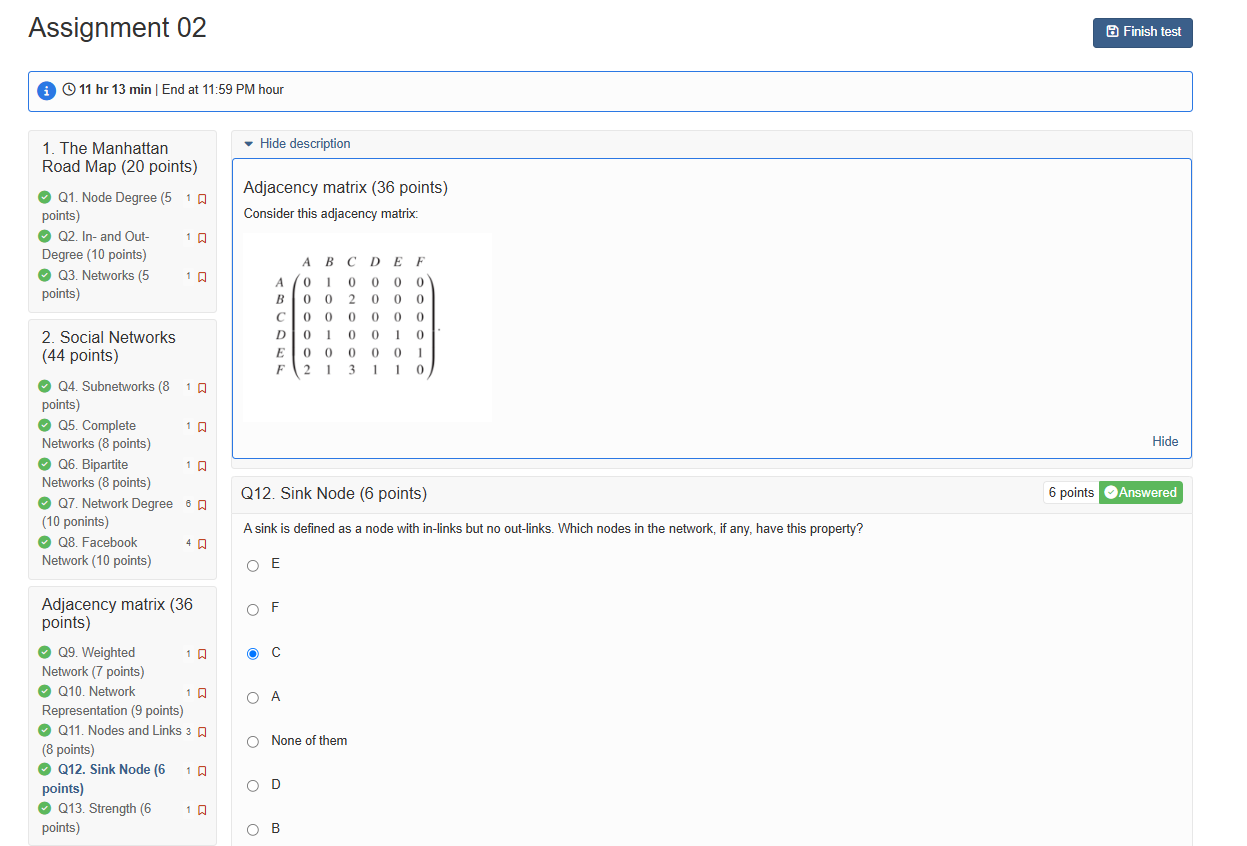 Assignment 02
Finish test
11 hr 13 min | End at 11:59 PM hour
1. The Manhattan
Road Map (20 points)
Q1. Node Degree (5 1
points)
Q2. In- and Out- 1
Degree (10 points)
Q3. Networks (5 1
points)
2. Social Networks
(44 points)
Q4. Subnetworks (8 1
points)
Q5. Complete 1
Networks (8 points)
Q6. Bipartite 1
Networks (8 points)
Q7. Network Degree 6
(10 ponints)
Q8. Facebook 4
Network (10 points)
Adjacency matrix (36
points)
Q9. Weighted 1
Network (7 points)
Q10. Network 1
Representation (9 points)
Q11. Nodes and Links 3
(8 points)
Q12. Sink Node (6 1
points)
Q13. Strength (6 1
points)
Hide description
Adjacency matrix (36 points)
Consider this adjacency matrix:
A B C D E F
A 0 1 0 0 0 0
B 0 0 2 0 0 0
C 0 0 0 0 0 0
D 0 1 0 0 1 0 .
E 0 0 0 0 0 1
F 2 1 3 1 1 0
Hide
Q12. Sink Node (6 points)
6 points Answered
A sink is defined as a node with in-links but no out-links. Which nodes in the network, if any, have this property?
E
F
C
A
None of them
D
B